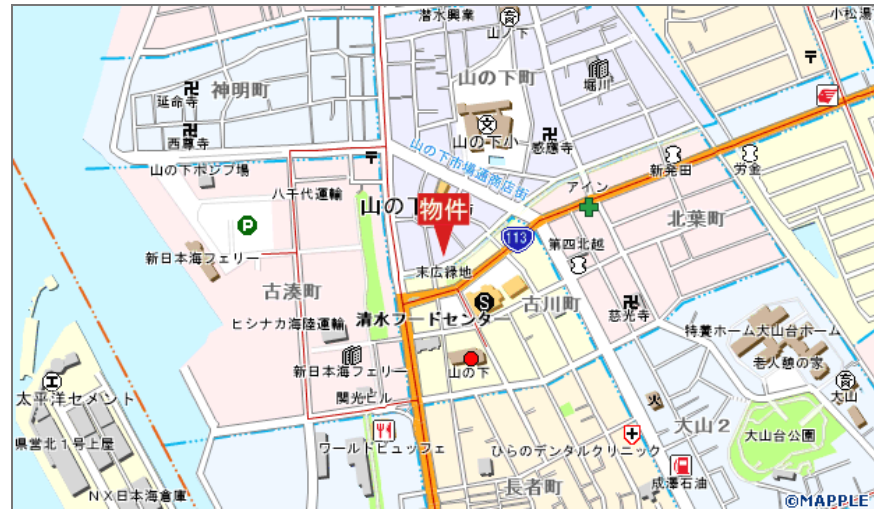 潜水興業
山ノ下
小松湯
山の下町
堀川
神明町
延命寺
山の下小
西尊寺
感應寺
山の下市場通商店街
山の下ポンプ場
新発田
労金
八千代運輸
アイン
山の下
物件
街
北葉町
P
113
第四北越
新日本海フェリー
末広緑地
古湊町
S
古川町
慈光寺
ヒシナカ海陸運輸
清水フードセンター
特養ホーム大山台ホーム
新日本海フェリー
山の下
老人憩の家
太平洋セメント
関光ビル
大山
大山2
県営北1号上屋
ワールドビュッフェ
ひらのデンタルクリニック
大山台公園
長者町
成澤石油
NX日本海倉庫
©MAPPLE